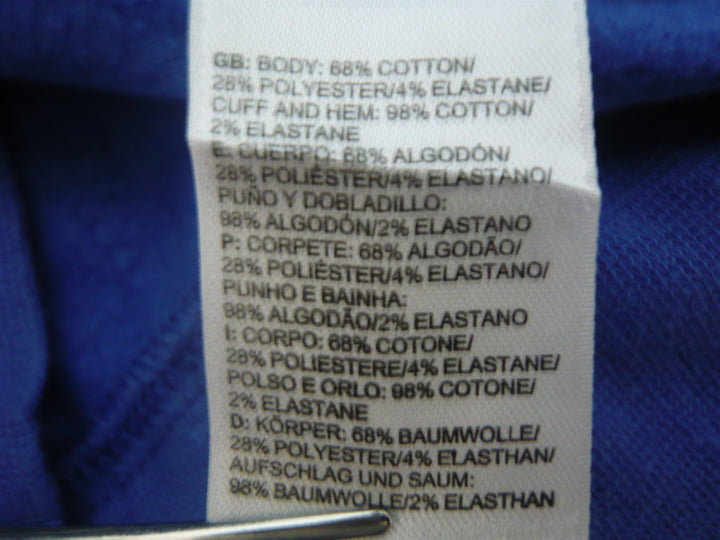 GB: BODY: 68% COTTON/
28% POLYESTER/4% ELASTANE/
CUFF AND HEM: 98% COTTON/
2% ELASTANE
E: CUERPO: 68% ALGODÓN/
28% POLIÉSTER/4% ELASTANO/
PUÑO Y DOBLADILLO:
98% ALGODÓN/2% ELASTANO
P: CORPETE: 68% ALGODÃO/
28% POLIÉSTER/4% ELASTANO/
PUNHO E BAINHA:
98% ALGODÃO/2% ELASTANO
I: CORPO: 68% COTONE/
28% POLIESTERE/4% ELASTANE/
POLSO E ORLO: 98% COTONE/
2% ELASTANE
D: KÖRPER: 68% BAUMWOLLE/
28% POLYESTER/4% ELASTHAN/
AUFSCHLAG UND SAUM:
98% BAUMWOLLE/2% ELASTHAN